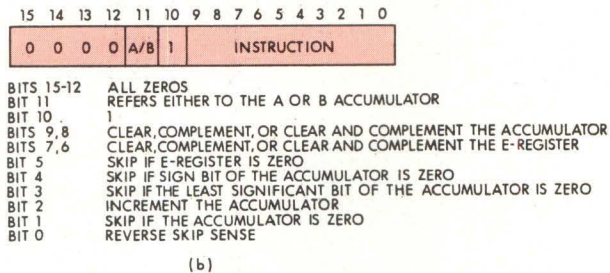 15 14 13 12 11 10 9 8 7 6 5 4 3 2 1 0
0 0 0 0 A/B 1 INSTRUCTION
BITS 15-12 ALL ZEROS
BIT 11 REFERS EITHER TO THE A OR B ACCUMULATOR
BIT 10 . 1
BITS 9,8 CLEAR,COMPLEMENT, OR CLEAR AND COMPLEMENT THE ACCUMULATOR
BITS 7,6 CLEAR,COMPLEMENT, OR CLEAR AND COMPLEMENT THE E-REGISTER
BIT 5 SKIP IF E-REGISTER IS ZERO
BIT 4 SKIP IF SIGN BIT OF THE ACCUMULATOR IS ZERO
BIT 3 SKIP IF THE LEAST SIGNIFICANT BIT OF THE ACCUMULATOR IS ZERO
BIT 2 INCREMENT THE ACCUMULATOR
BIT 1 SKIP IF THE ACCUMULATOR IS ZERO
BIT 0 REVERSE SKIP SENSE
(b)